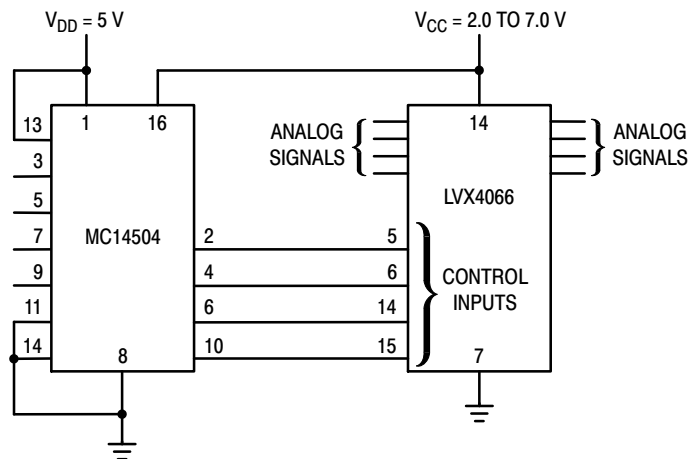 V_DD = 5 V
V_CC = 2.0 TO 7.0 V
13
1
16
14
ANALOG
SIGNALS
ANALOG
SIGNALS
3
5
LVX4066
7
MC14504
2
5
9
4
6
CONTROL
INPUTS
11
6
14
14
8
10
15
7